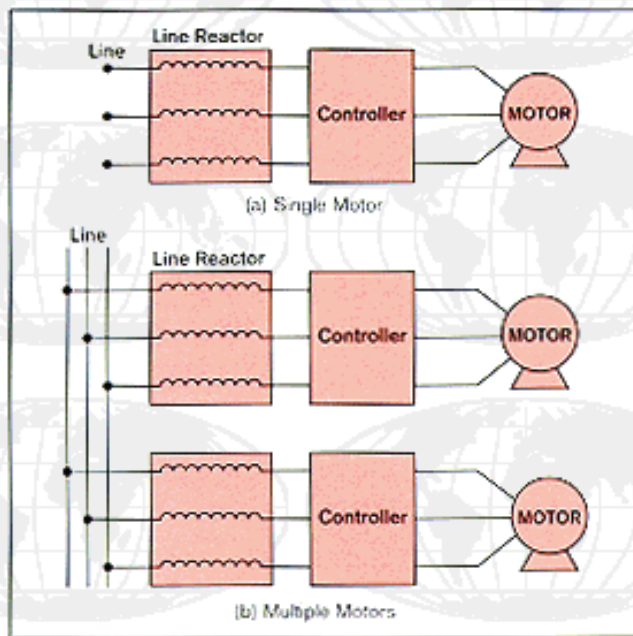 Line Reactor
Line
Controller
MOTOR
(a) Single Motor
Line
Line Reactor
Controller
MOTOR
Controller
MOTOR
(b) Multiple Motors